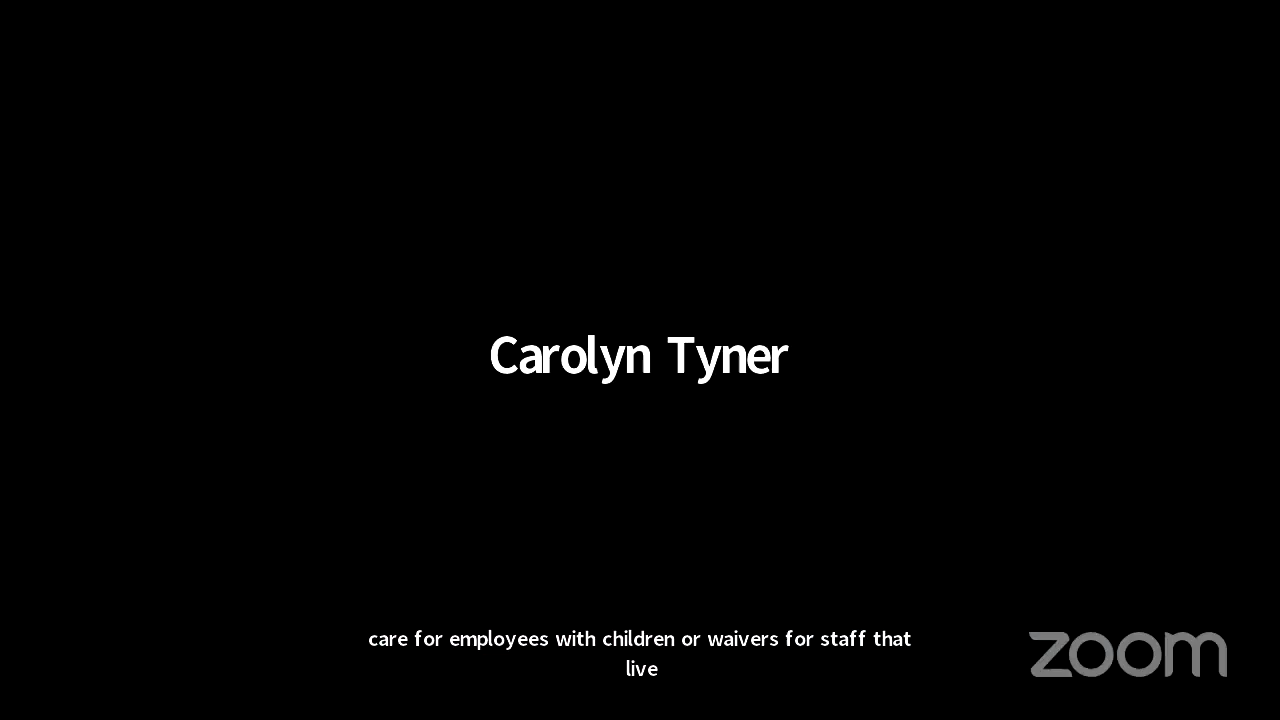 Carolyn Tyner
care for employees with children or waivers for staff that
live
zoom